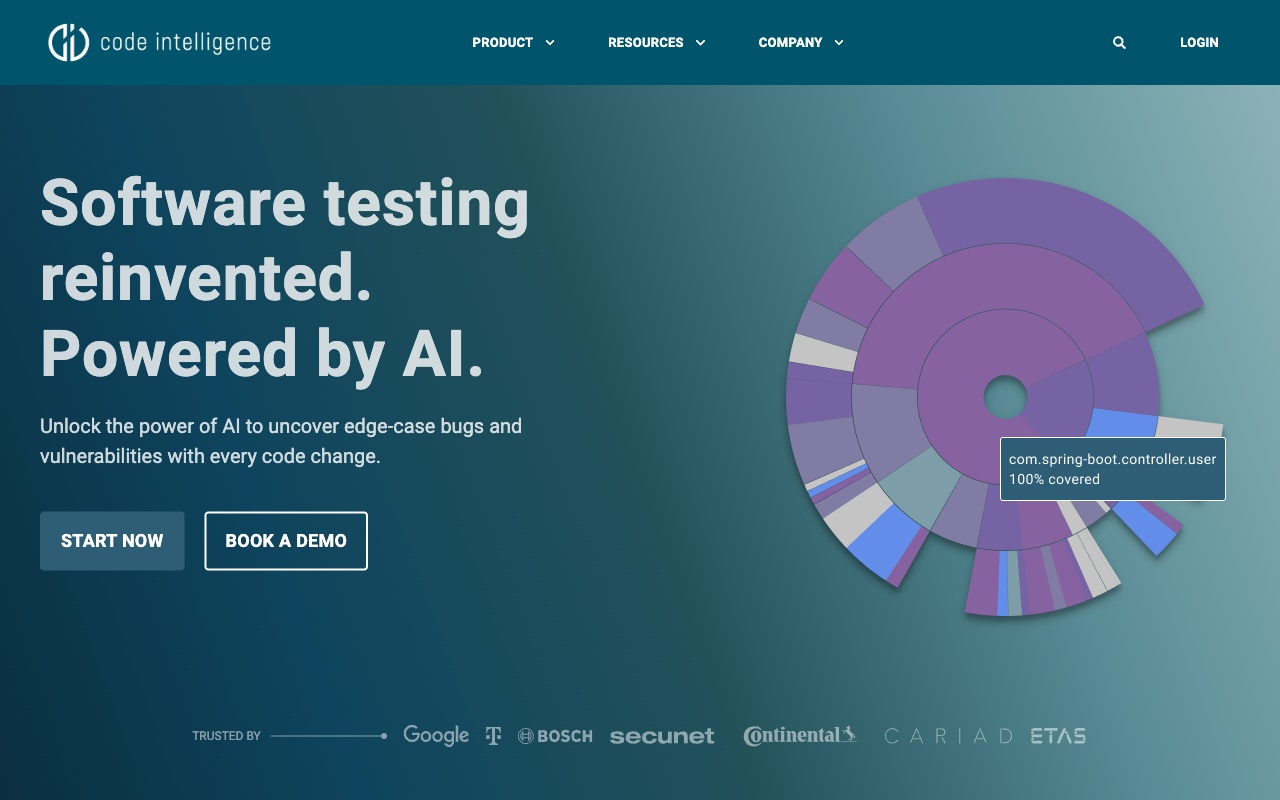 code intelligence
PRODUCT
RESOURCES
COMPANY
LOGIN
Software testing
reinvented.
Powered by AI.
Unlock the power of AI to uncover edge-case bugs and
vulnerabilities with every code change.
START NOW
BOOK A DEMO
com.spring-boot.controller.user
100% covered
TRUSTED BY
Google
T
BOSCH
secunet
Continental
CARIAD
ETAS